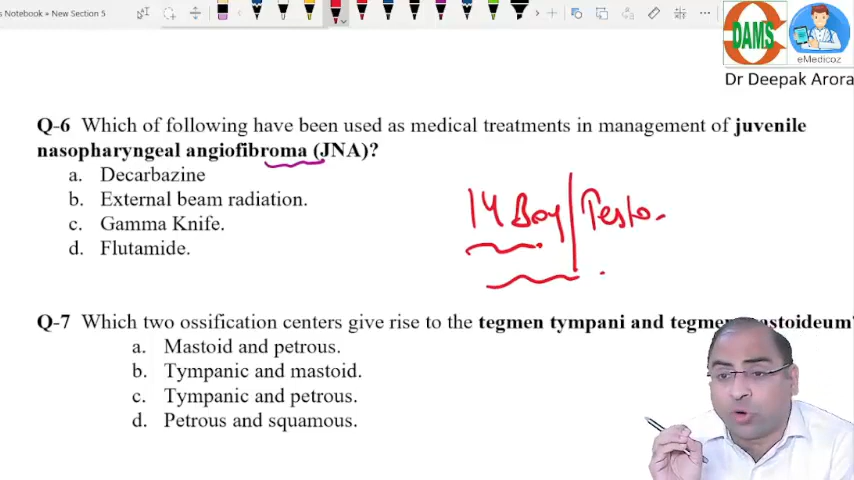 s Notebook » New Section 5
DAMS
eMedicoz
Dr Deepak Arora
Q-6 Which of following have been used as medical treatments in management of juvenile
nasopharyngeal angiofibroma (JNA)?
a. Decarbazine
b. External beam radiation.
c. Gamma Knife.
d. Flutamide.
14 Boy / Testo-
Q-7 Which two ossification centers give rise to the tegmen tympani and tegmen mastoideum?
a. Mastoid and petrous.
b. Tympanic and mastoid.
c. Tympanic and petrous.
d. Petrous and squamous.